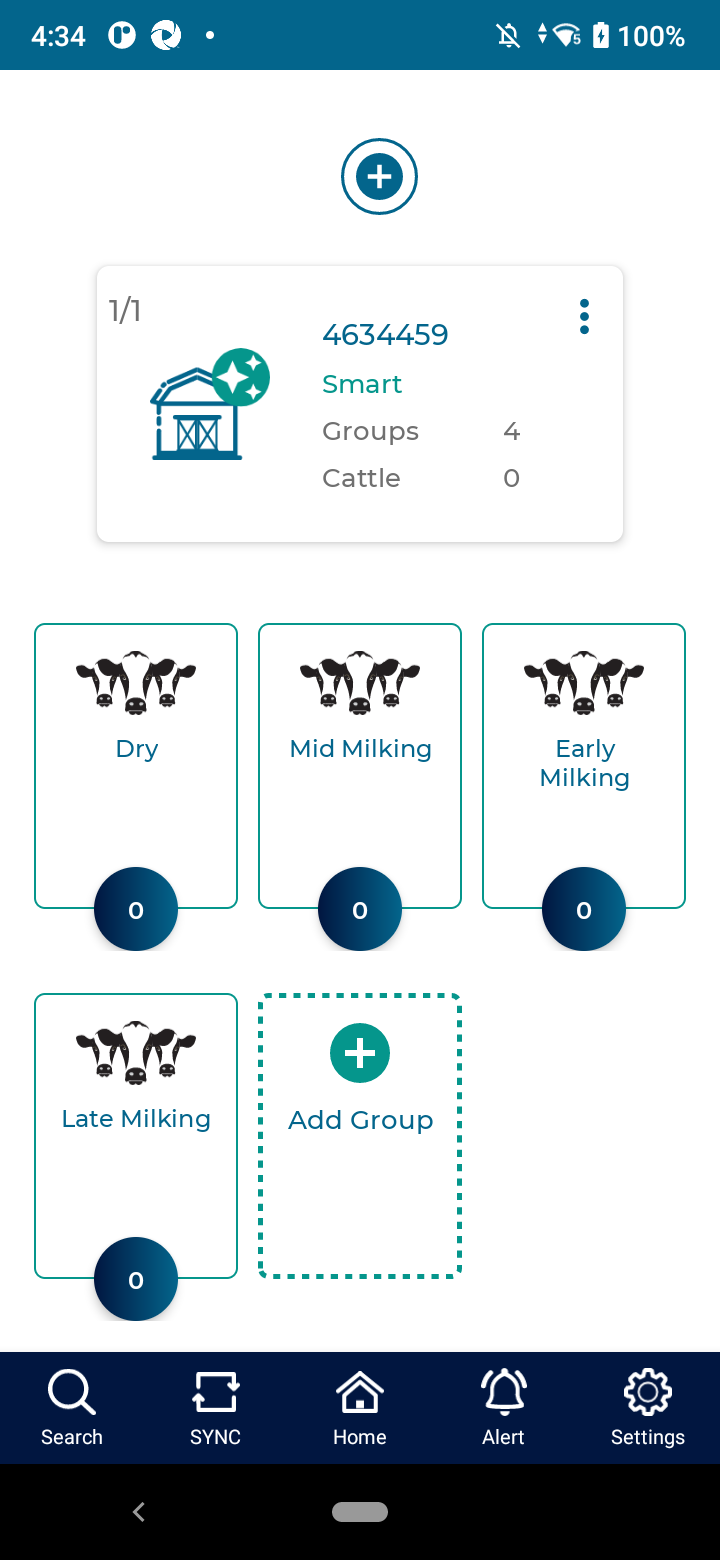 4:34
5
100%
1/1
4634459
Smart
Groups 4
Cattle 0
Dry
Mid Milking
Early
Milking
0
0
0
Late Milking
Add Group
0
Search
SYNC
Home
Alert
Settings